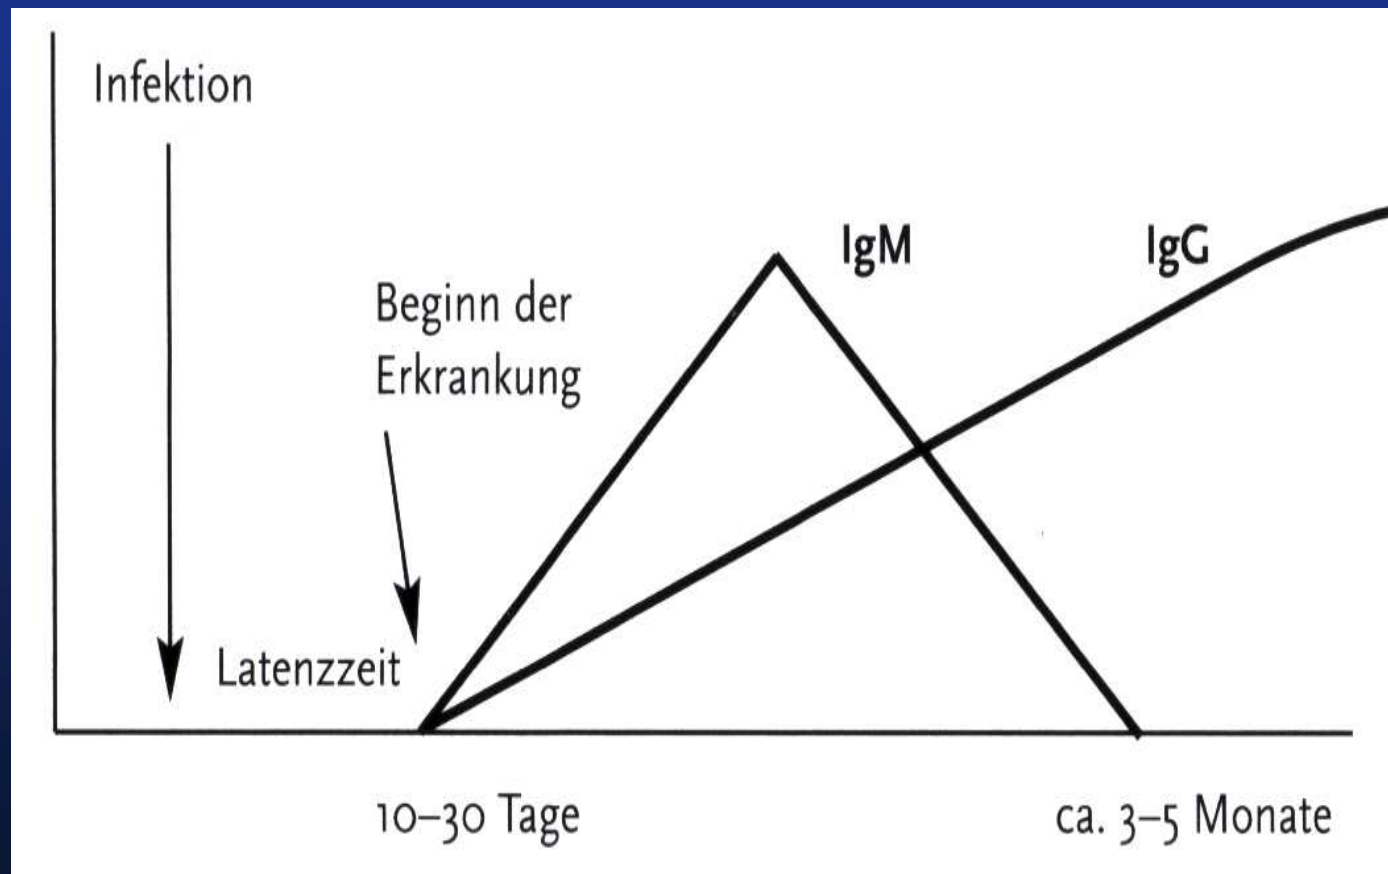 Infektion
IgM
IgG
Beginn der
Erkrankung
Latenzzeit
10–30 Tage
ca. 3–5 Monate